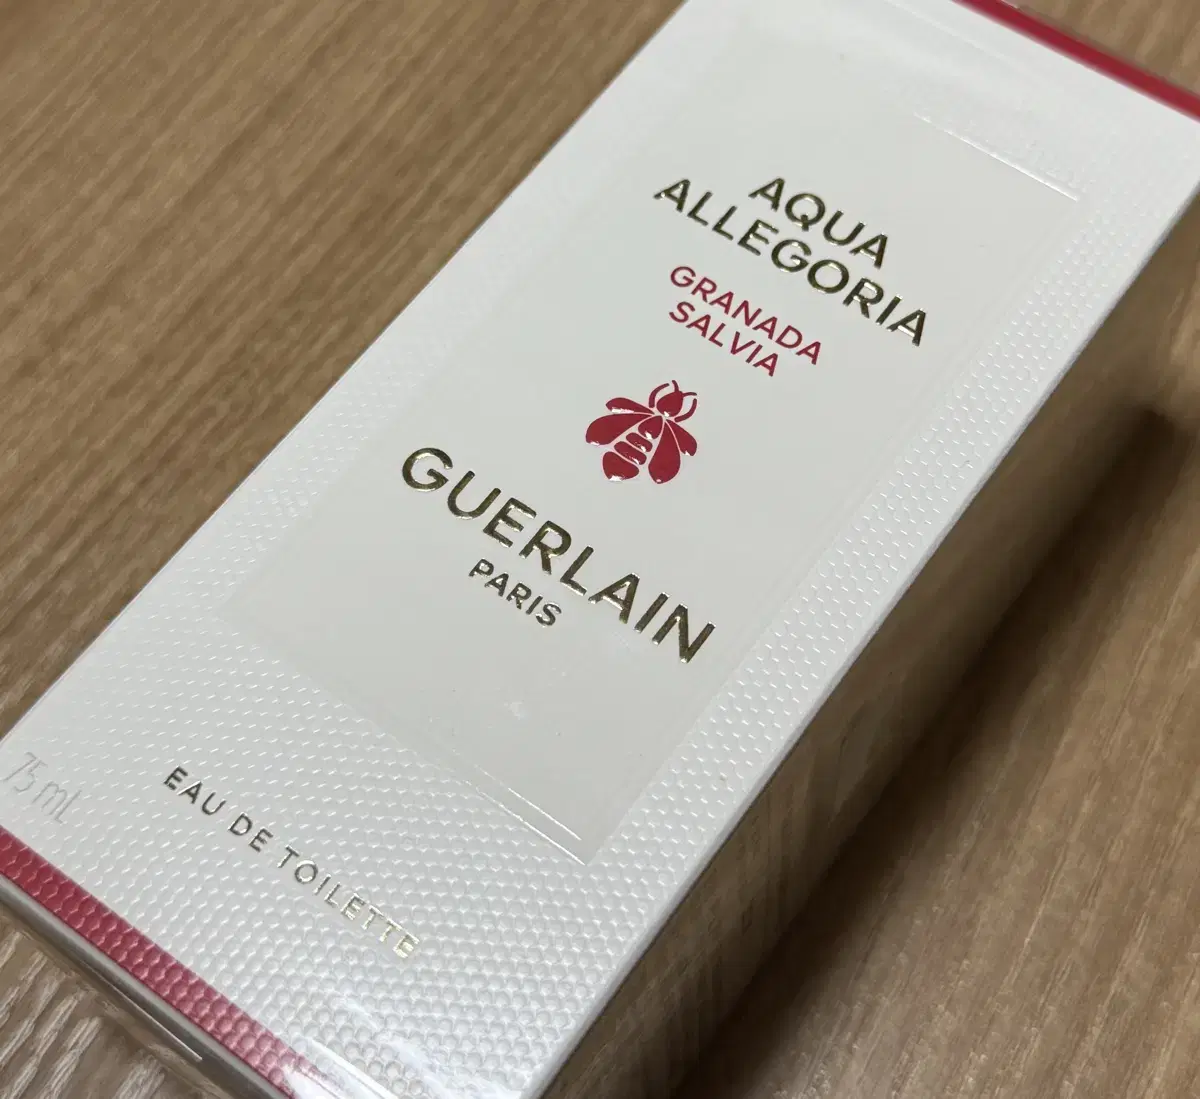 AQUA
ALLEGORIA
GRANADA
SALVIA
GUERLAIN
PARIS
75 mL
EAU DE TOILETTE